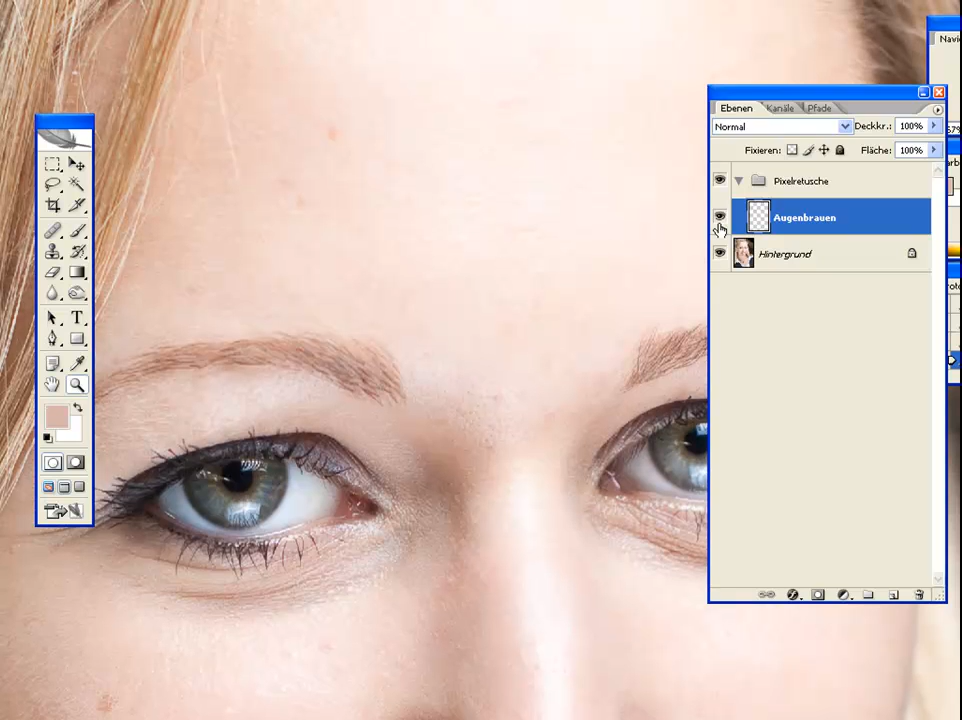 Navi
Ebenen Kanäle Pfade
Normal Deckkr.: 100%
Fixieren: Fläche: 100%
Pixelretusche
Augenbrauen
Hintergrund
T